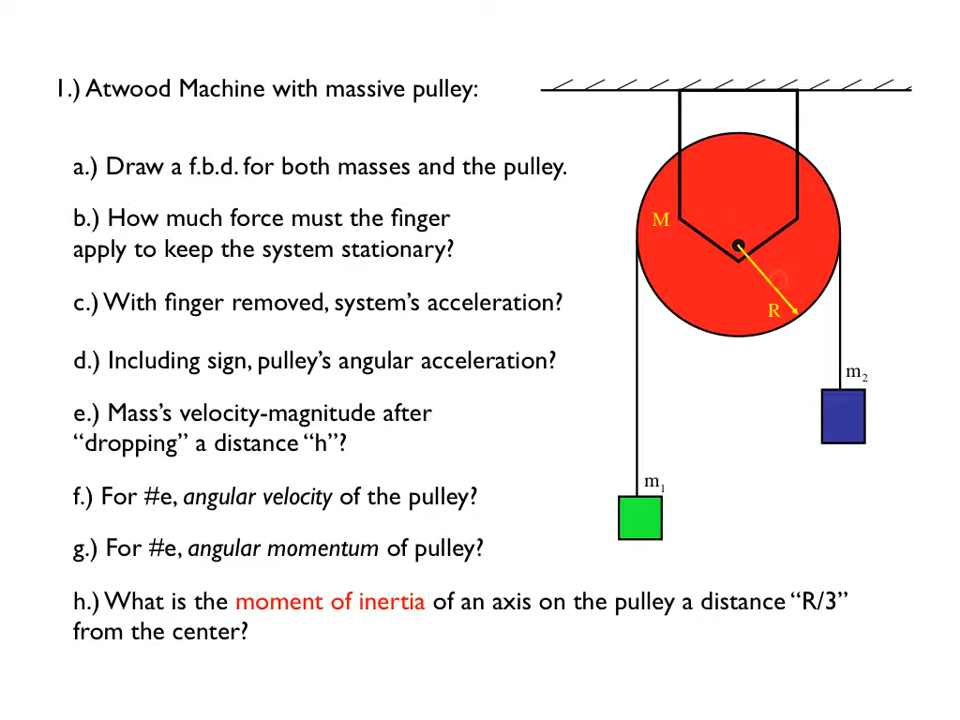 1.) Atwood Machine with massive pulley:
a.) Draw a f.b.d. for both masses and the pulley.
b.) How much force must the finger
apply to keep the system stationary?
M
c.) With finger removed, system’s acceleration?
R
d.) Including sign, pulley’s angular acceleration?
m₂
e.) Mass’s velocity-magnitude after
“dropping” a distance “h”?
m₁
f.) For #e, angular velocity of the pulley?
g.) For #e, angular momentum of pulley?
h.) What is the moment of inertia of an axis on the pulley a distance “R/3”
from the center?